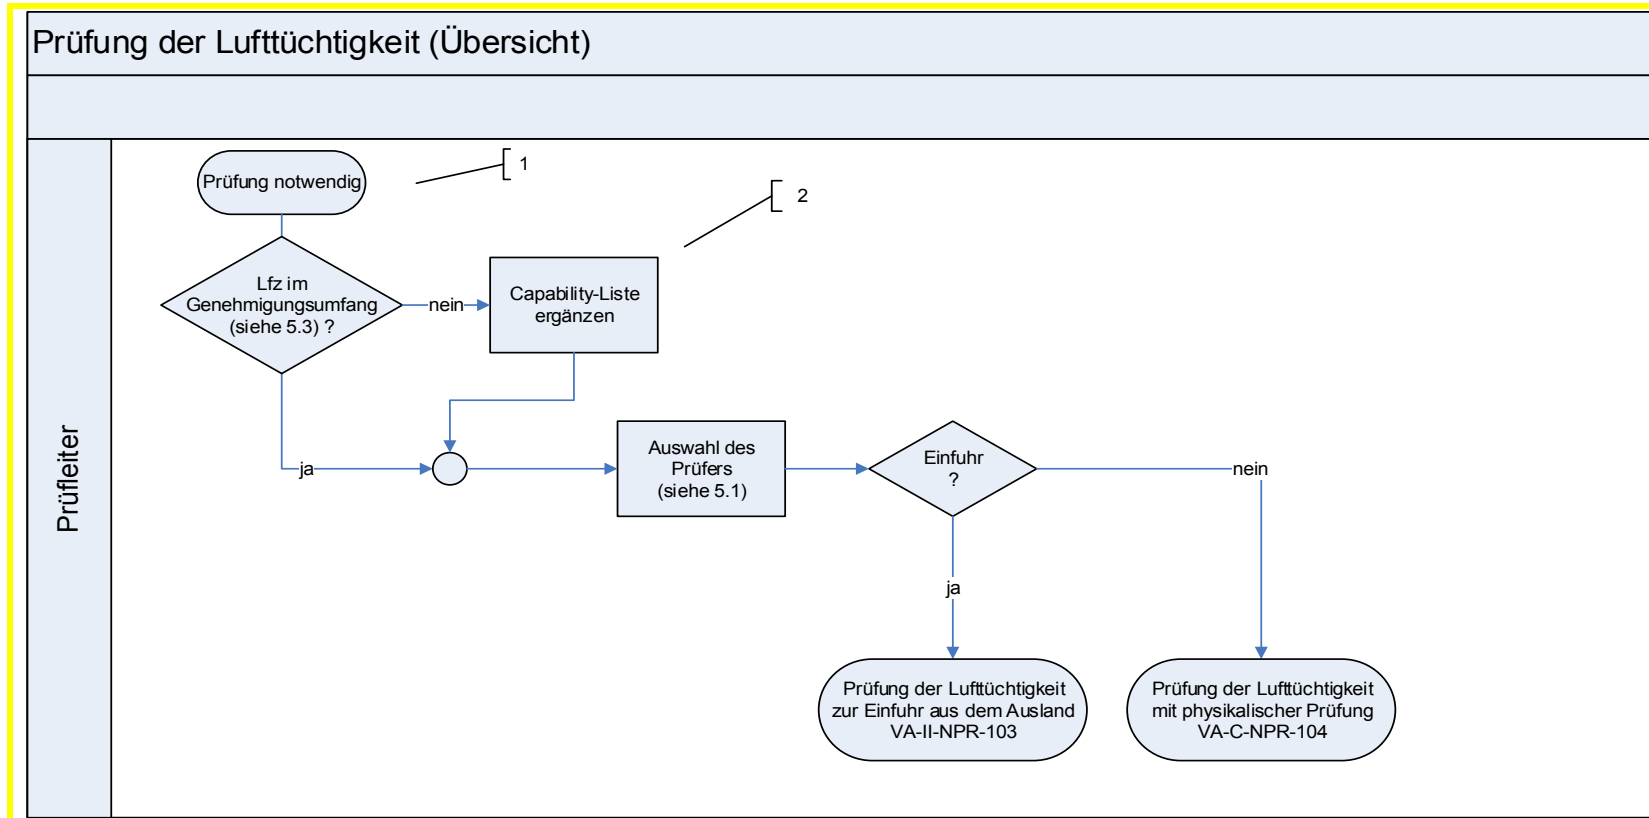 Prüfung der Lufttüchtigkeit (Übersicht)
Prüfleiter
Prüfung notwendig
1
2
Lfz im
Genehmigungsumfang
(siehe 5.3) ?
nein
Capability-Liste
ergänzen
ja
Auswahl des
Prüfers
(siehe 5.1)
Einfuhr
?
nein
ja
Prüfung der Lufttüchtigkeit
zur Einfuhr aus dem Ausland
VA-II-NPR-103
Prüfung der Lufttüchtigkeit
mit physikalischer Prüfung
VA-C-NPR-104